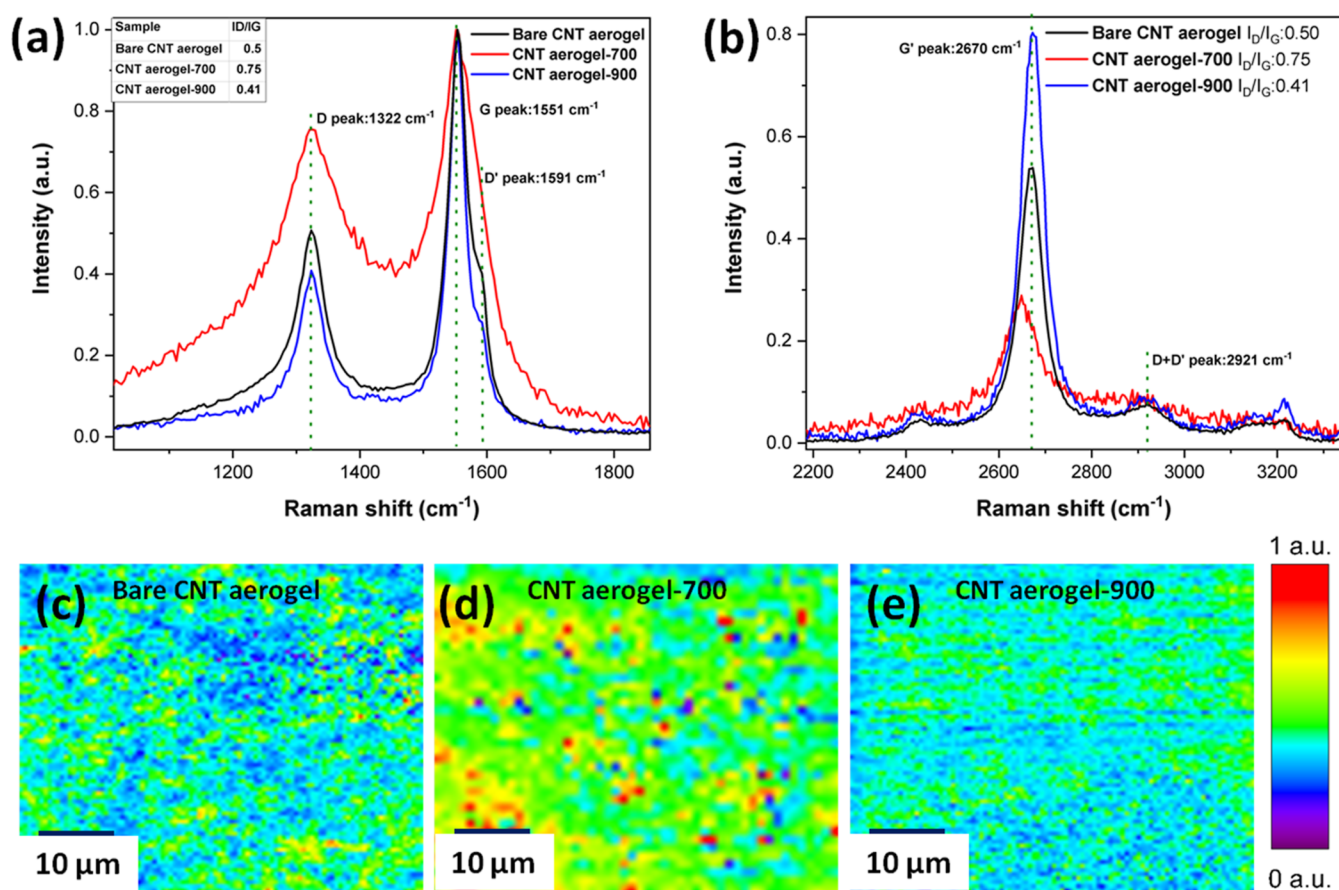 (a)
Sample ID/IG
Bare CNT aerogel 0.5
CNT aerogel-700 0.75
CNT aerogel-900 0.41
Bare CNT aerogel
CNT aerogel-700
CNT aerogel-900
D peak:1322 cm⁻¹
G peak:1551 cm⁻¹
D' peak:1591 cm⁻¹
1.0
0.8
0.6
0.4
0.2
0.0
Intensity (a.u.)
1200 1400 1600 1800
Raman shift (cm⁻¹)
(b)
G' peak:2670 cm⁻¹
Bare CNT aerogel I_D/I_G:0.50
CNT aerogel-700 I_D/I_G:0.75
CNT aerogel-900 I_D/I_G:0.41
D+D' peak:2921 cm⁻¹
0.8
0.6
0.4
0.2
0.0
Intensity (a.u.)
2200 2400 2600 2800 3000 3200
Raman shift (cm⁻¹)
(c)
Bare CNT aerogel
10 μm
(d)
CNT aerogel-700
10 μm
(e)
CNT aerogel-900
10 μm
1 a.u.
0 a.u.